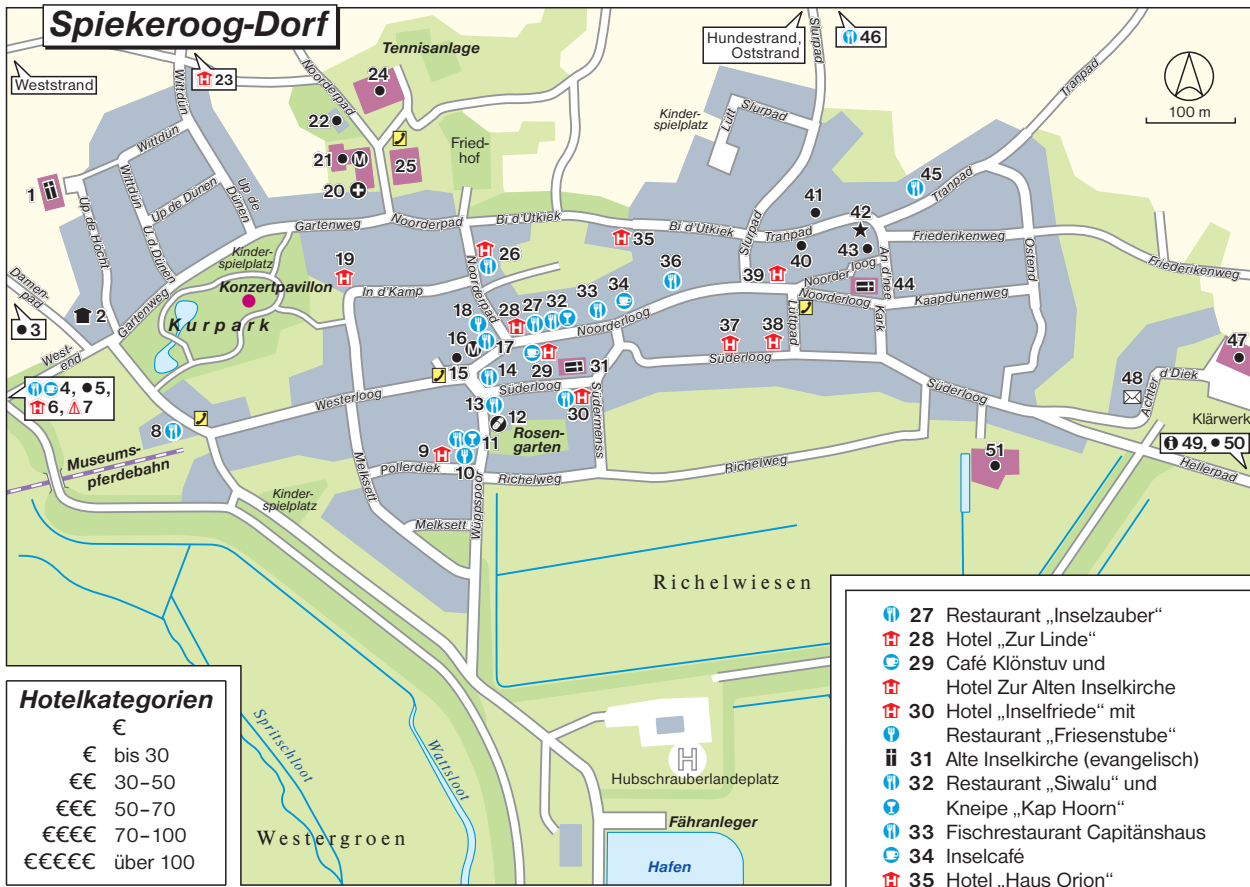 Spiekeroog-Dorf
Weststrand
23
Noorderpad
Tennisanlage
24
Hundestrand,
Oststrand
Slurpad
46
Tranpad
100 m
Wittdün
22
Kinder-
spielplatz
Lütt
Slurpad
Wittdün
21
M
25
Fried-
hof
1
20
Wittdün
Up de Dünen
Up de
Dünen
41
45
Tranpad
42
Up de Höcht
U. d. Dünen
Gartenweg
Noorderpad
Bi d'Utkiek
35
Bi d'Utkiek
Slurpad
Tranpad
40
43
Friederikenweg
Ostend
Friederikenweg
Kinder-
spielplatz
Konzertpavillon
19
26
Noorderpad
36
39
Noorderloog
An d'nee
Kark
44
Damen-
pad
3
2
Gartenweg
Kurpark
In d'Kamp
18
28
27
32
33
34
Noorderloog
Noorderloog
Kaapdünenweg
West-
end
16
M
17
37
38
Lüttpad
47
4,
5,
6,
7
15
14
29
31
Süderloog
Süderloog
Süderloog
48
Achter
d'Diek
Westerloog
13
30
Südermenss
8
12
Rosen-
garten
Klärwerk
49,
50
Museums-
pferdebahn
9
11
10
51
Pollerdiek
Richelweg
Richelweg
Hellerpad
Kinder-
spielplatz
Melksett
Melksett
Wüppspoor
Richelwiesen
Spritschloot
Wattsloot
Westergroen
H
Hubschrauberlandeplatz
Fähranleger
Hafen
Hotelkategorien
€
€ bis 30
€€ 30–50
€€€ 50–70
€€€€ 70–100
€€€€€ über 100
27 Restaurant „Inselzauber“
28 Hotel „Zur Linde“
29 Café Klönstuv und
Hotel Zur Alten Inselkirche
30 Hotel „Inselfriede“ mit
Restaurant „Friesenstube“
31 Alte Inselkirche (evangelisch)
32 Restaurant „Siwalu“ und
Kneipe „Kap Hoorn“
33 Fischrestaurant Capitänshaus
34 Inselcafé
35 Hotel „Haus Orion“